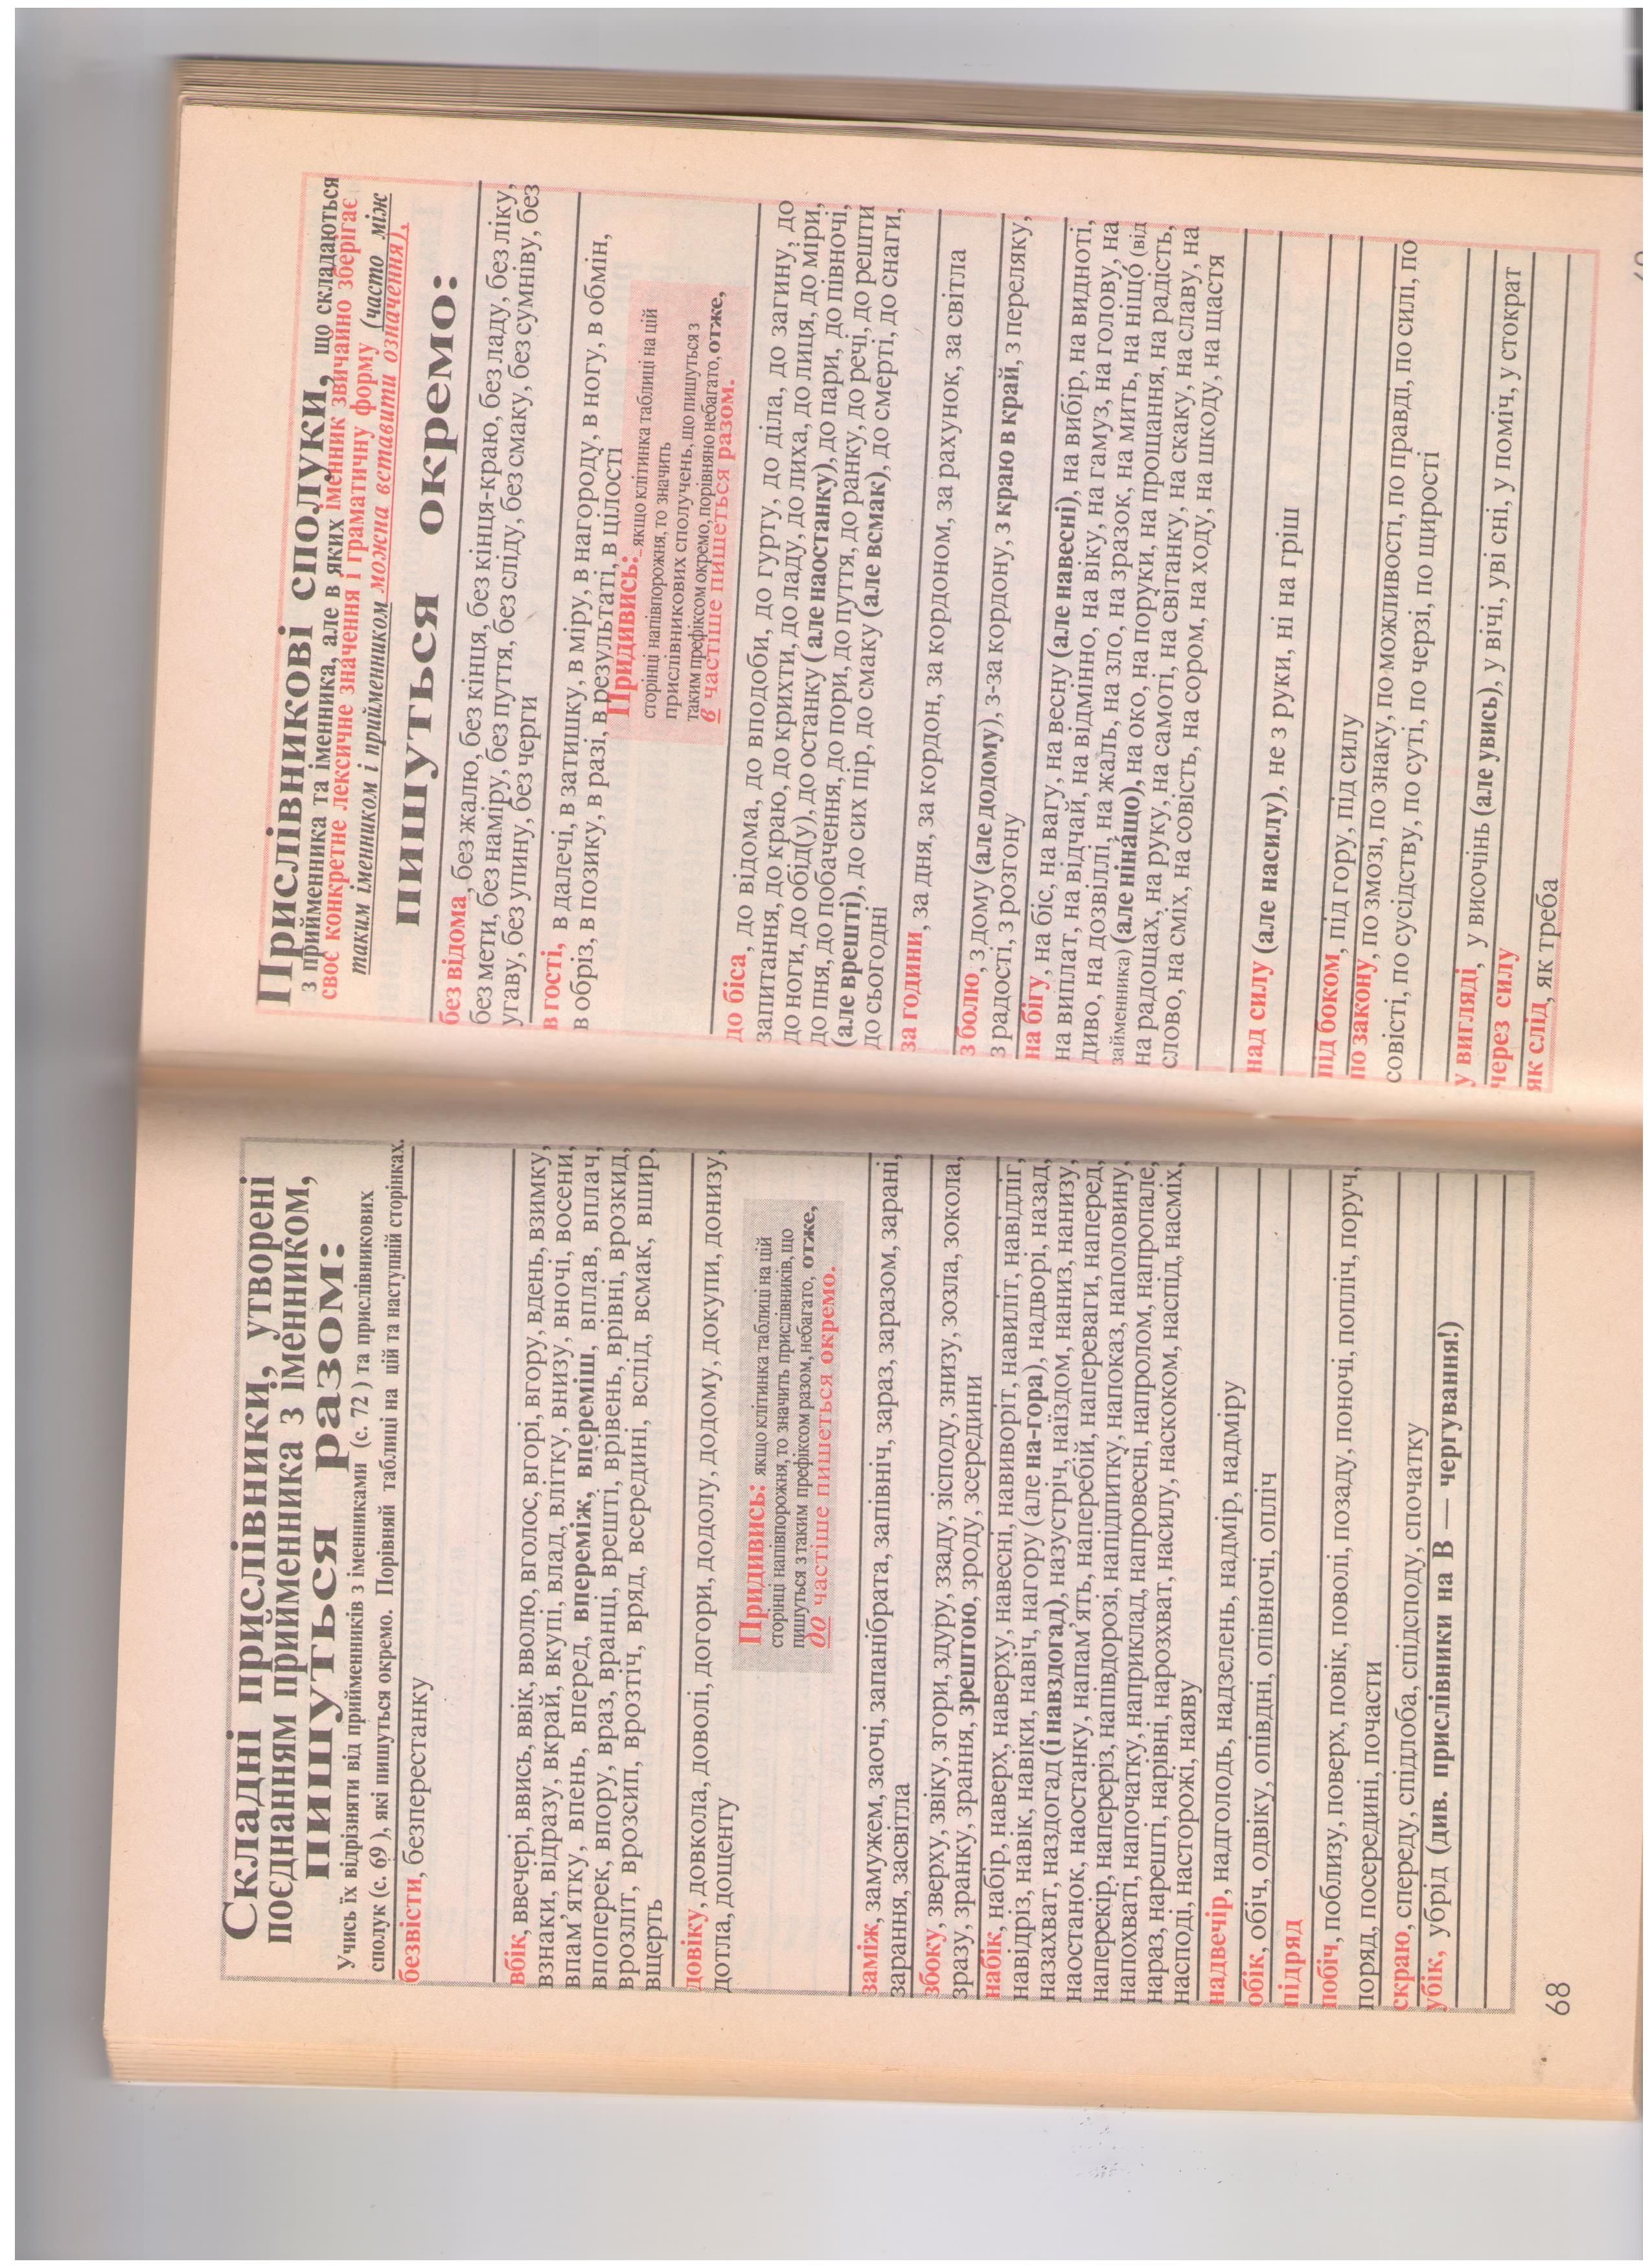 Складні прислівники, утворені
поєднанням прийменника з іменником,
пишуться разом:
Учись їх відрізняти від прийменників з іменниками (с. 72 ) та прислівникових
сполук (с. 69 ), які пишуться окремо. Порівняй таблиці на цій та наступній сторінках.
безвісти, безперестанку
вбік, ввечері, ввись, ввік, вволю, вголос, вгорі, вгору, вдень, взимку,
взнаки, відразу, вкрай, вкупі, влад, влітку, внизу, вночі, восени,
впам'ятку, впень, вперед, впереміж, впереміш, вплав, вплач,
впоперек, впору, враз, вранці, врешті, врівень, врівні, врозкид,
врозліт, врозсип, врозтіч, вряд, всередині, вслід, всмак, вшир,
вщерть
довіку, довкола, доволі, догори, додолу, додому, докупи, донизу,
дотла, дощенту
Придивись: якщо клітинка таблиці на цій
сторінці напівпорожня, то значить прислівників, що
пишуться з таким префіксом разом, небагато, отже,
до частіше пишеться окремо.
заміж, замужем, заочі, запанібрата, запівніч, зараз, заразом, зарані,
зарання, засвітла
збоку, зверху, звіку, згори, здуру, ззаду, зісподу, знизу, зозла, зокола,
зразу, зранку, зрання, зрештою, зроду, зсередини
набік, набір, наверх, наверху, навесні, навиворіт, навиліт, навідліг,
навідріз, навік, навіки, навіч, нагору (але на-гора), надворі, назад,
назахват, наздогад (і навздогад), назустріч, наїздом, наниз, нанизу,
наостанок, наостанку, напам'ять, наперебій, напереваги, наперед,
наперекір, наперерiз, напівдорозі, напідпитку, напоказ, наполовину,
напохваті, напочатку, наприклад, напровесні, напролом, напропале,
нараз, нарешті, нарівні, нарозхват, насилу, наскоком, наспід, насміх,
насподі, насторожі, наяву
надвечір, надголодь, надзелень, надмір, надміру
обік, обіч, одвіку, опівдні, опівночі, опліч
підряд
побіч, поблизу, поверх, повік, поволі, позаду, поночі, попліч, поруч,
поряд, посередині, почасти
скраю, спереду, спідлоба, спідсподу, спочатку
убік, убрід (див. прислівники на В — чергування!)
68
Прислівникові сполуки, що складаються
з прийменника та іменника, але в яких іменник звичайно зберігає
своє конкретне лексичне значення і граматичну форму (часто між
таким іменником і прийменником можна вставити означення),
пишуться окремо:
без відома, без жалю, без кінця, без кінця-краю, без ладу, без ліку,
без мети, без наміру, без пуття, без сліду, без смаку, без сумніву, без
угаву, без упину, без черги
в гості, в далечі, в затишку, в міру, в нагороду, в ногу, в обмін,
в обріз, в позику, в разі, в результаті, в цілості
Придивись: якщо клітинка таблиці на цій
сторінці напівпорожня, то значить
прислівникових сполучень, що пишуться з
таким префіксом окремо, порівняно небагато, отже,
в частіше пишеться разом.
до біса, до відома, до вподоби, до гурту, до діла, до загину, до
запитання, до краю, до крихти, до ладу, до лиха, до лиця, до міри,
до ноги, до обід(у), до останку (але наостанку), до пари, до півночі,
до пня, до побачення, до пори, до пуття, до ранку, до речі, до решти
(але врешті), до сих пір, до смаку (але всмак), до смерті, до снаги,
до сьогодні
за години, за дня, за кордон, за кордоном, за рахунок, за світла
з болю, з дому (але додому), з-за кордону, з краю в край, з переляку,
з радості, з розгону
на бігу, на біс, на вагу, на весну (але навесні), на вибір, на видноті,
на виплат, на відчай, на відмінно, на віку, на гамуз, на голову, на
диво, на дозвіллі, на жаль, на зло, на зразок, на мить, на ніщо́ (від
займенника) (аленіна́що), на око, на поруки, на прощання, на радість,
на радощах, на руку, на самоті, на світанку, на скаку, на славу, на
слово, на сміх, на совість, на сором, на ходу, на шкоду, на щастя
над силу (але насилу), не з руки, ні на гріш
під боком, під гору, під силу
по закону, по змозі, по знаку, по можливості, по правді, по силі, по
совісті, по сусідству, по суті, по черзі, по щирості
у вигляді, у височінь (але увись), у вічі, уві сні, у поміч, у стократ
через силу
як слід, як треба